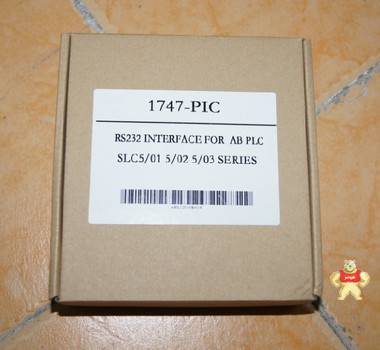 1747-PIC
RS232 INTERFACE FOR AB PLC
SLC5/01 5/02 5/03 SERIES